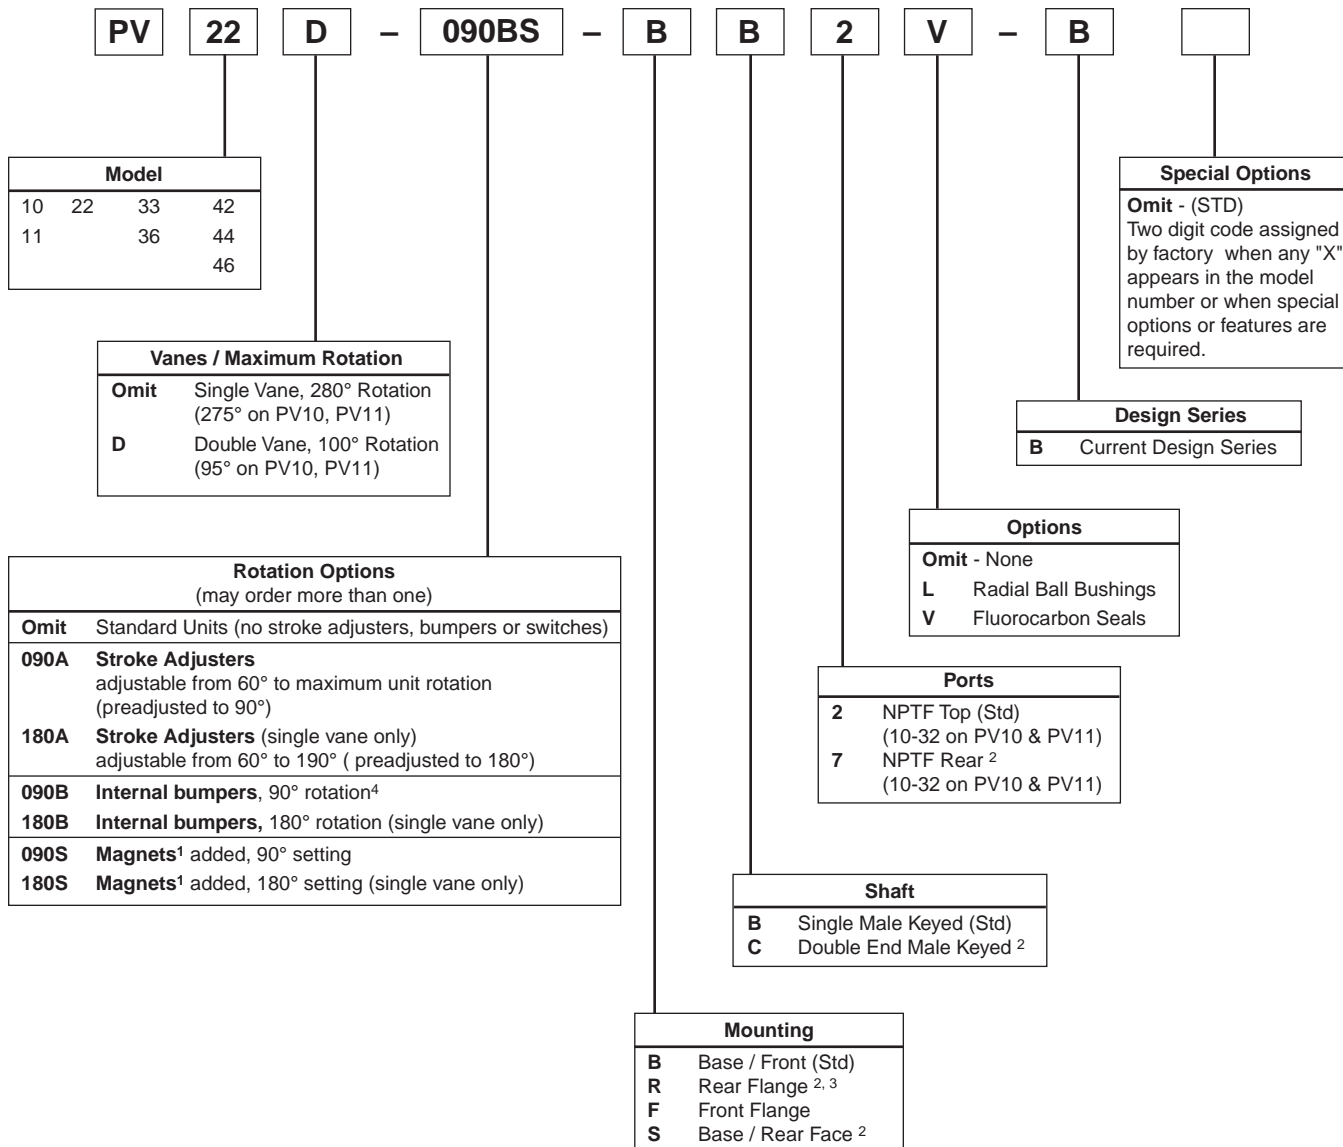 PV 22 D – 090BS – B B 2 V – B
Model
10 22 33 42
11 36 44
46
Special Options
Omit - (STD)
Two digit code assigned
by factory when any "X"
appears in the model
number or when special
options or features are
required.
Vanes / Maximum Rotation
Omit Single Vane, 280° Rotation
(275° on PV10, PV11)
D Double Vane, 100° Rotation
(95° on PV10, PV11)
Design Series
B Current Design Series
Options
Omit - None
L Radial Ball Bushings
V Fluorocarbon Seals
Rotation Options
(may order more than one)
Omit Standard Units (no stroke adjusters, bumpers or switches)
090A Stroke Adjusters
adjustable from 60° to maximum unit rotation
(preadjusted to 90°)
180A Stroke Adjusters (single vane only)
adjustable from 60° to 190° ( preadjusted to 180°)
090B Internal bumpers, 90° rotation4
180B Internal bumpers, 180° rotation (single vane only)
090S Magnets1 added, 90° setting
180S Magnets1 added, 180° setting (single vane only)
Ports
2 NPTF Top (Std)
(10-32 on PV10 & PV11)
7 NPTF Rear 2
(10-32 on PV10 & PV11)
Shaft
B Single Male Keyed (Std)
C Double End Male Keyed 2
Mounting
B Base / Front (Std)
R Rear Flange 2, 3
F Front Flange
S Base / Rear Face 2